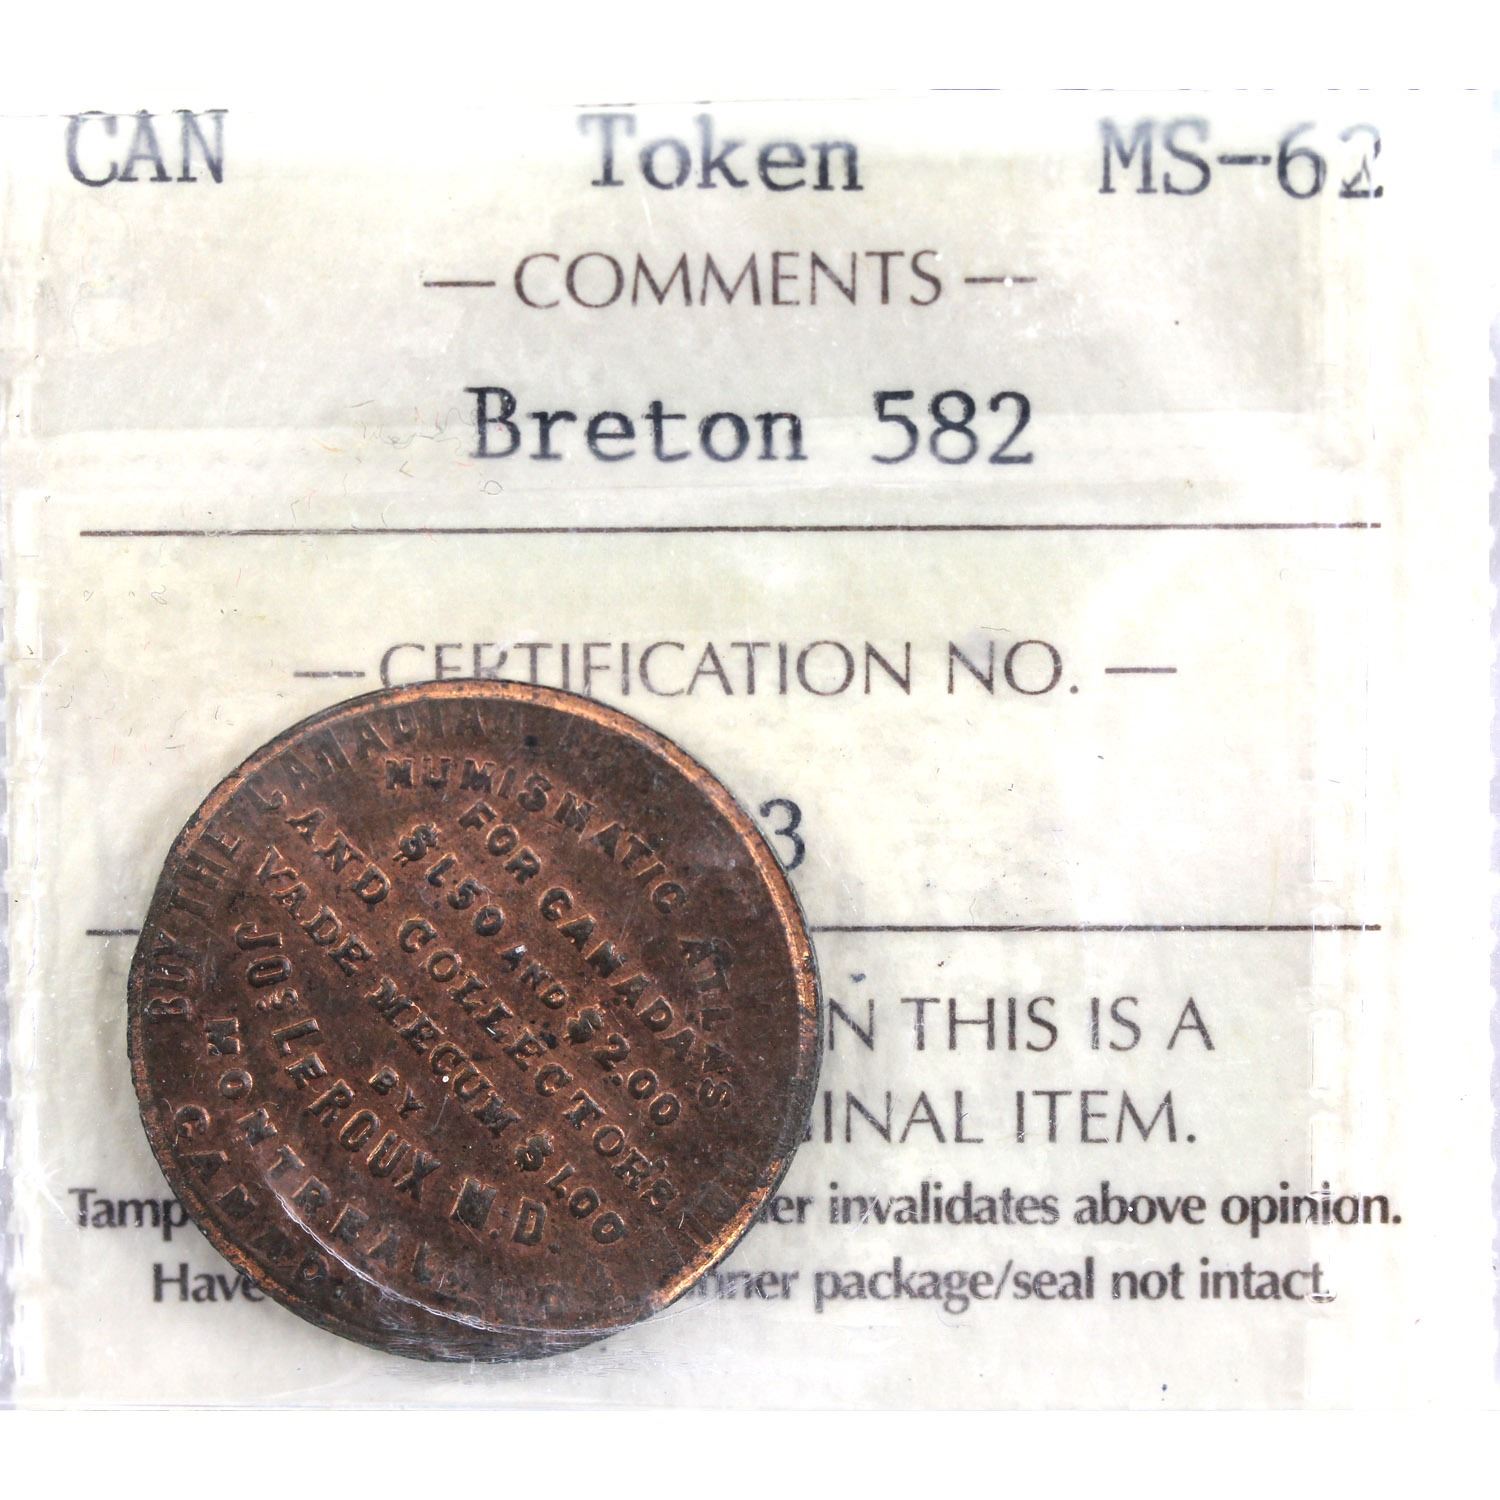 CAN Token MS-62
— COMMENTS —
Breton 582
— CERTIFICATION NO. —
3
N THIS IS A
INAL ITEM.
Tamp er invalidates above opinion.
Have inner package/seal not intact.
BUY THE CANADIAN
NUMISMATIC ATLAS
FOR CANADA
$1.50 AND $2.00
AND COLLECTOR'S
VADE MECUM $1.00
BY
JOS LEROUX M.D.
MONTREAL
CANADA